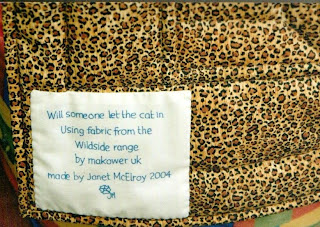 Will someone let the cat in
Using fabric from the
Wildside range
by makower uk
made by Janet McElroy 2004